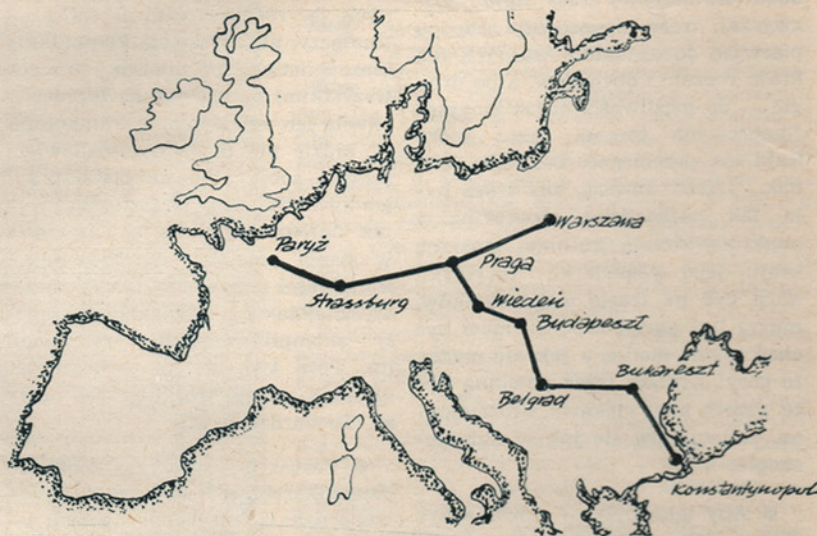 Warszawa
Paryż
Praga
Strassburg
Wiedeń
Budapeszt
Bukareszt
Belgrad
Konstantynopol